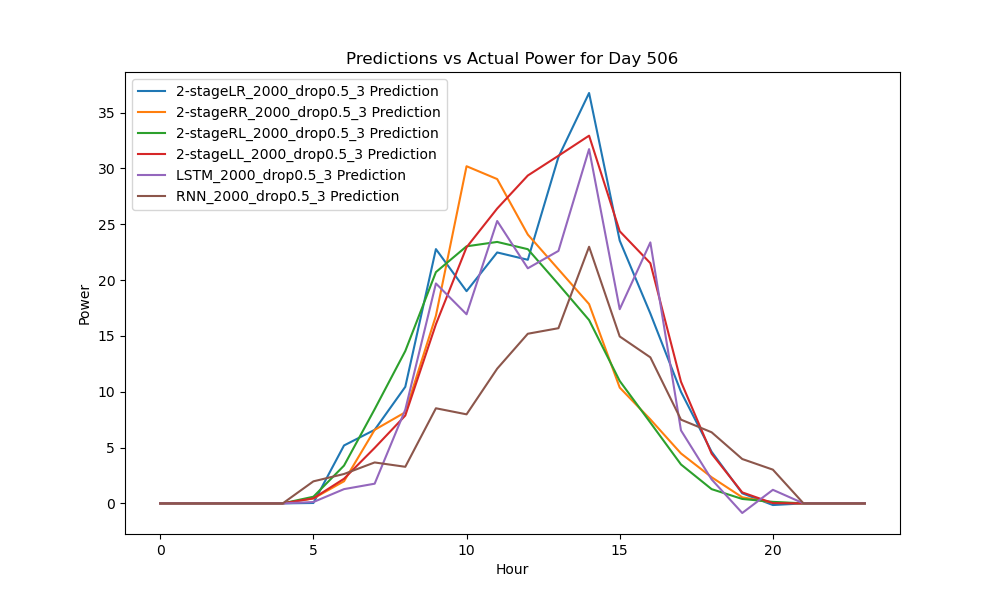 Predictions vs Actual Power for Day 506
2-stageLR_2000_drop0.5_3 Prediction
2-stageRR_2000_drop0.5_3 Prediction
2-stageRL_2000_drop0.5_3 Prediction
2-stageLL_2000_drop0.5_3 Prediction
LSTM_2000_drop0.5_3 Prediction
RNN_2000_drop0.5_3 Prediction
Power
35
30
25
20
15
10
5
0
0 5 10 15 20
Hour